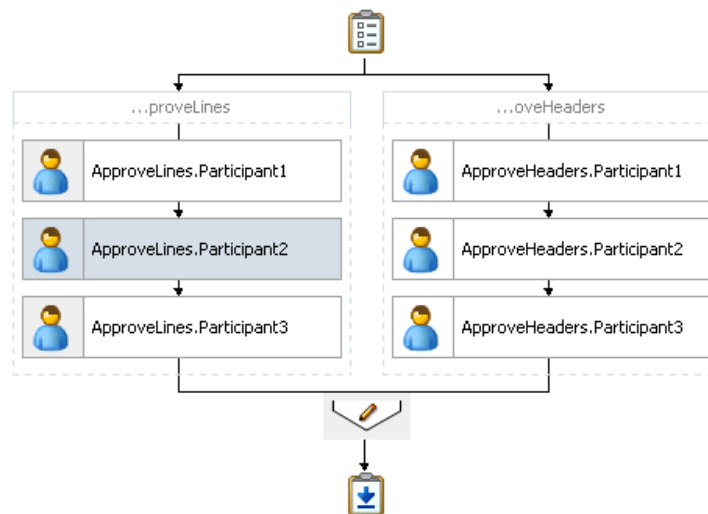 ...proveLines
...oveHeaders
ApproveLines.Participant1
ApproveHeaders.Participant1
ApproveLines.Participant2
ApproveHeaders.Participant2
ApproveLines.Participant3
ApproveHeaders.Participant3